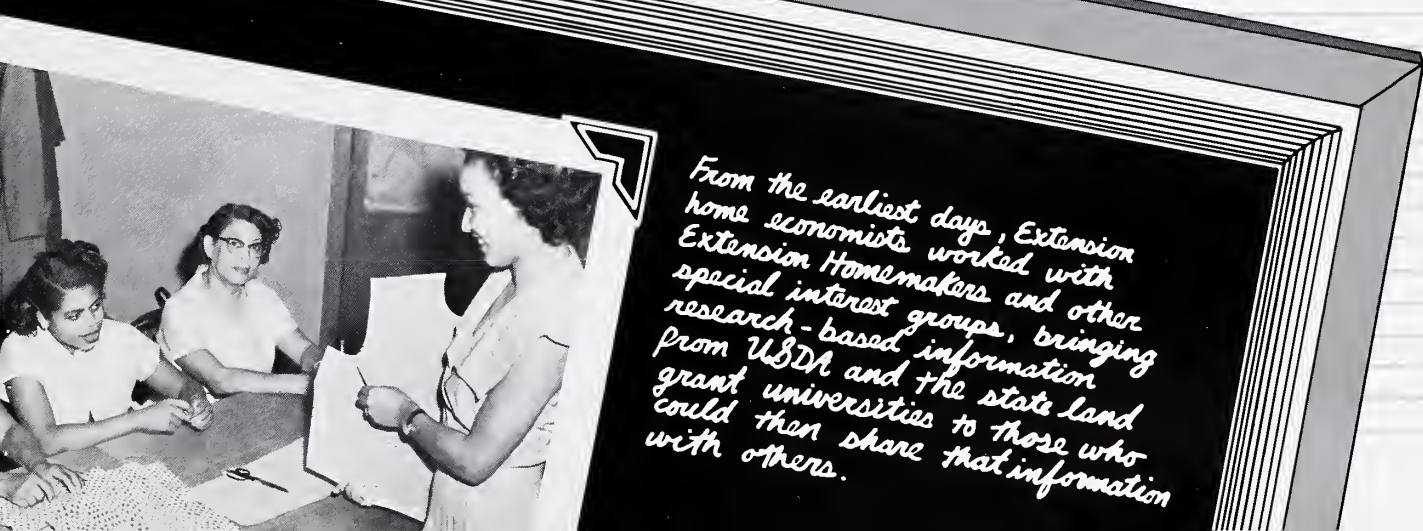 From the earliest days, Extension
home economists worked with
Extension Homemakers and other
special interest groups, bringing
research-based information
from USDA and the state land
grant universities to those who
could then share that information
with others.